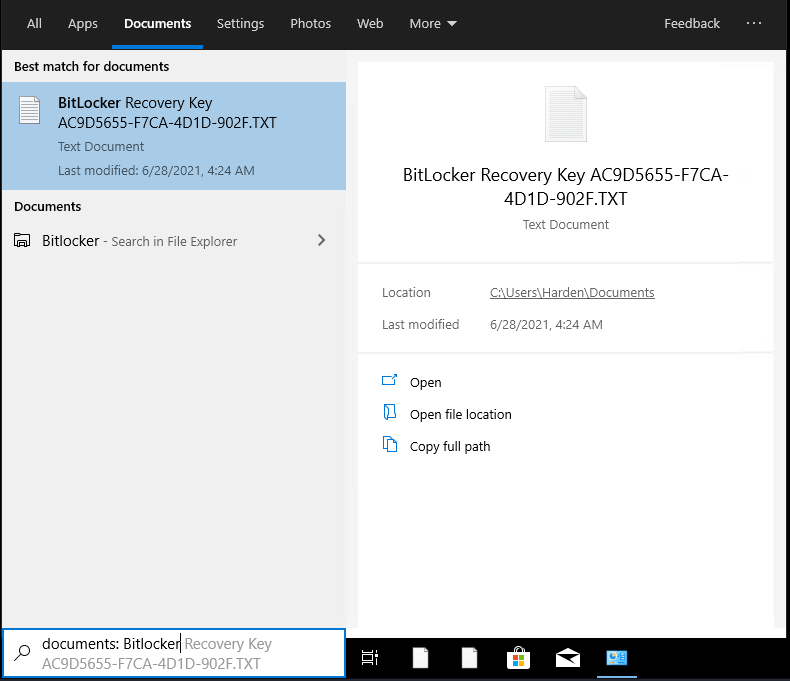 All Apps Documents Settings Photos Web More Feedback ...
Best match for documents
BitLocker Recovery Key
AC9D5655-F7CA-4D1D-902F.TXT
Text Document
Last modified: 6/28/2021, 4:24 AM
Documents
Bitlocker - Search in File Explorer
BitLocker Recovery Key AC9D5655-F7CA-
4D1D-902F.TXT
Text Document
Location C:\Users\Harden\Documents
Last modified 6/28/2021, 4:24 AM
Open
Open file location
Copy full path
documents: Bitlocker Recovery Key
AC9D5655-F7CA-4D1D-902F.TXT